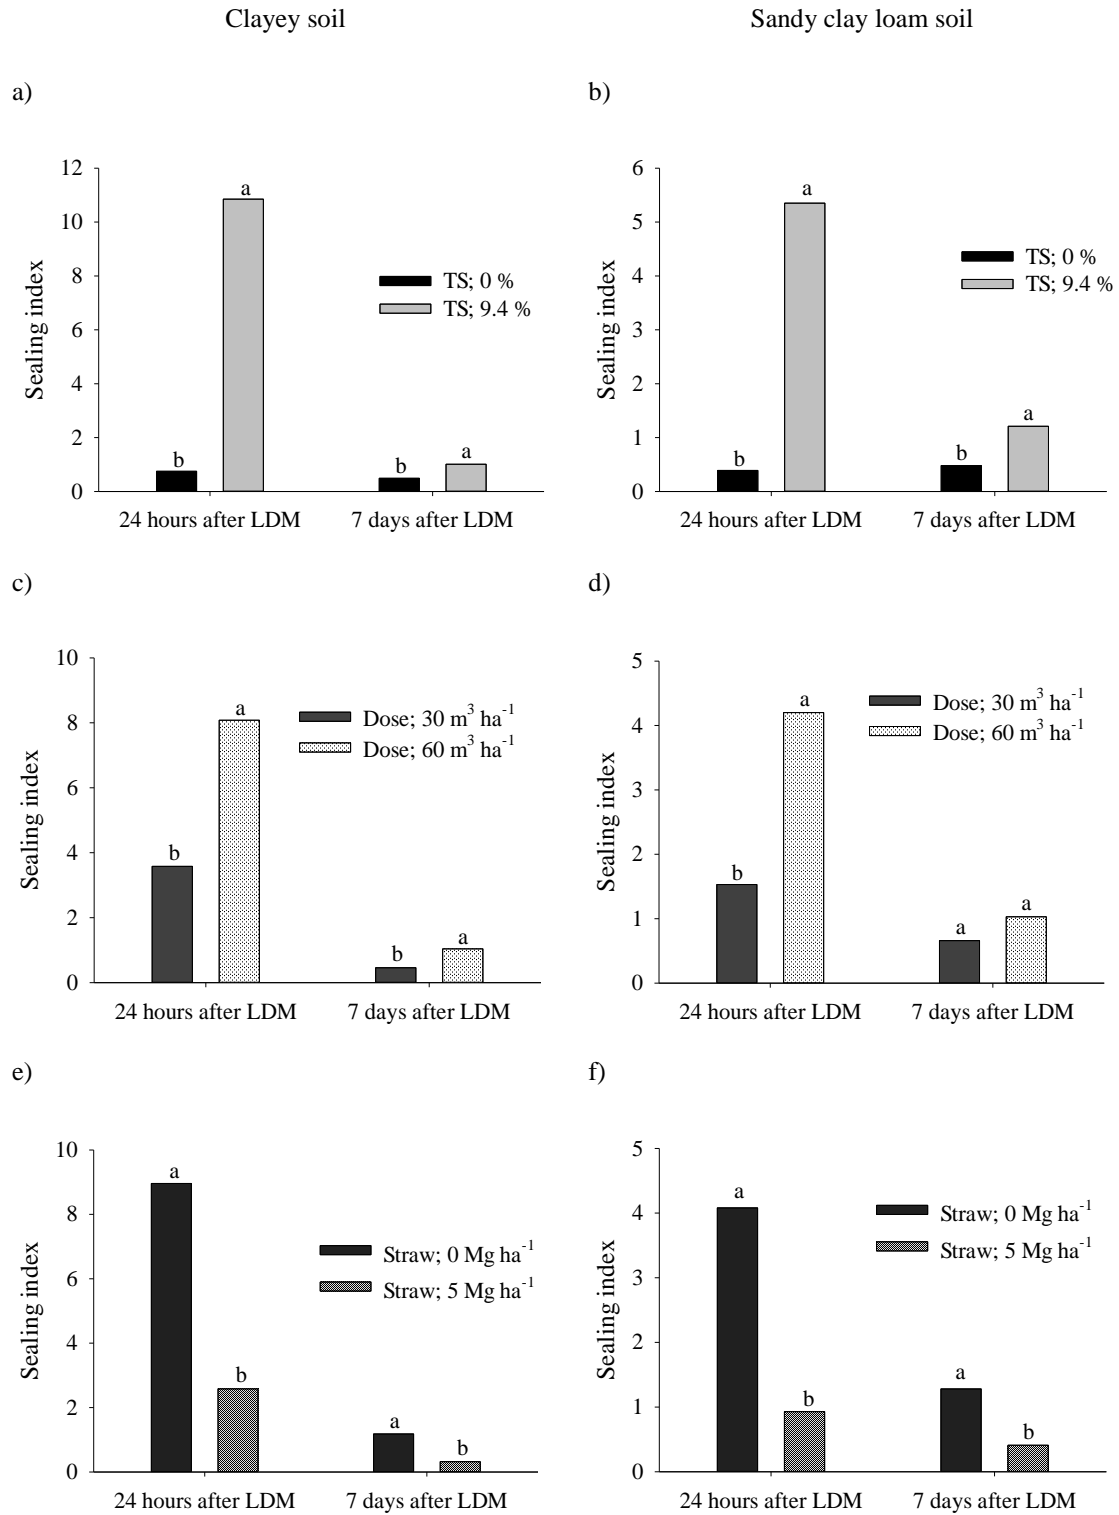 Clayey soil
Sandy clay loam soil
a)
12
10
8
6
4
2
0
Sealing index
a
b
b
a
TS; 0 %
TS; 9.4 %
24 hours after LDM
7 days after LDM
b)
6
5
4
3
2
1
0
Sealing index
a
b
b
a
TS; 0 %
TS; 9.4 %
24 hours after LDM
7 days after LDM
c)
10
8
6
4
2
0
Sealing index
b
a
b
a
Dose; 30 m³ ha⁻¹
Dose; 60 m³ ha⁻¹
24 hours after LDM
7 days after LDM
d)
5
4
3
2
1
0
Sealing index
b
a
a
a
Dose; 30 m³ ha⁻¹
Dose; 60 m³ ha⁻¹
24 hours after LDM
7 days after LDM
e)
10
8
6
4
2
0
Sealing index
a
b
a
b
Straw; 0 Mg ha⁻¹
Straw; 5 Mg ha⁻¹
24 hours after LDM
7 days after LDM
f)
5
4
3
2
1
0
Sealing index
a
b
a
b
Straw; 0 Mg ha⁻¹
Straw; 5 Mg ha⁻¹
24 hours after LDM
7 days after LDM